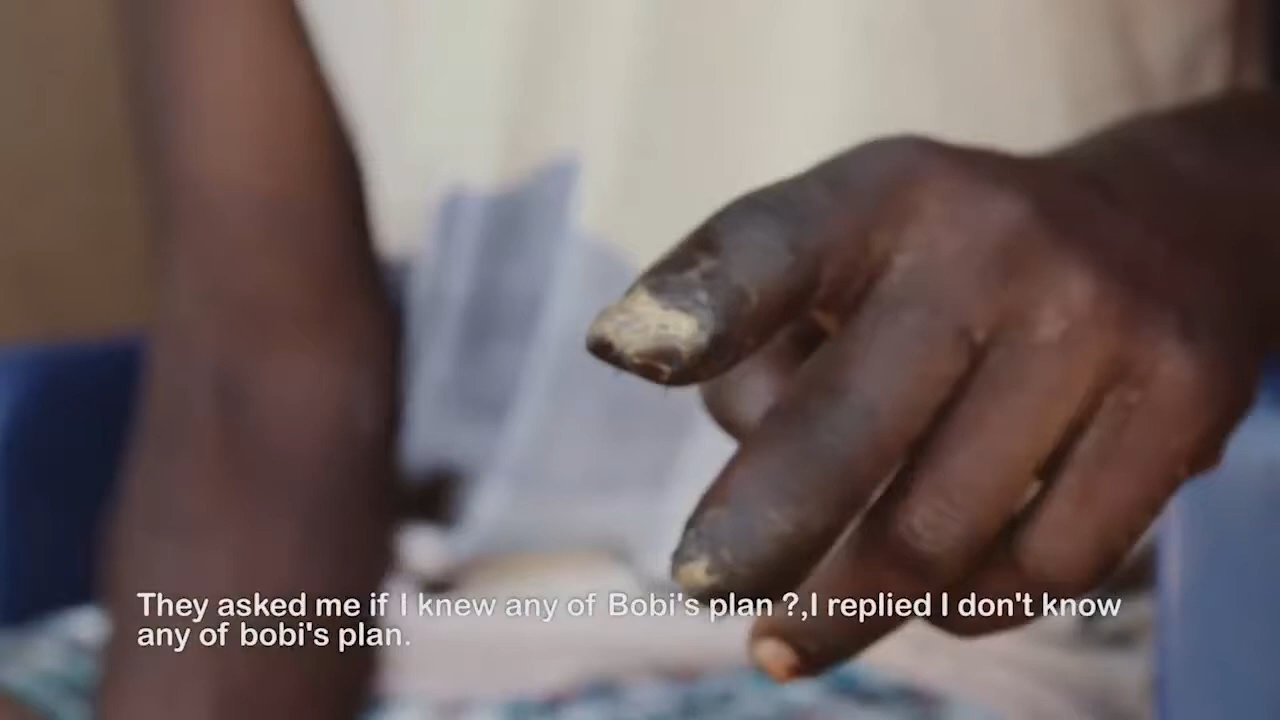 They asked me if I knew any of Bobi's plan ?,I replied I don't know
any of bobi's plan.